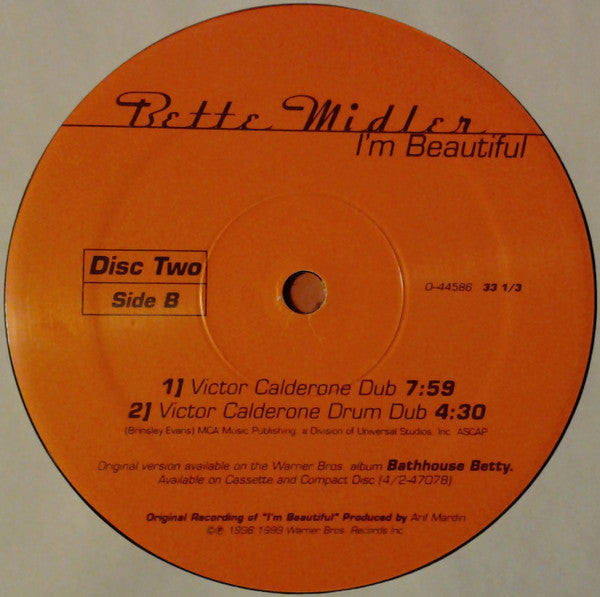 Bette Midler
I'm Beautiful
Disc Two
Side B
0-44586 33 1/3
1] Victor Calderone Dub 7:59
2] Victor Calderone Drum Dub 4:30
(Brinsley Evans) MCA Music Publishing, a Division of Universal Studios, Inc. ASCAP
Original version available on the Warner Bros. album Bathhouse Betty.
Available on Cassette and Compact Disc (4/2-47078)
Original Recording of "I'm Beautiful" Produced by Arif Mardin
©℗ 1998 1999 Warner Bros. Records Inc.